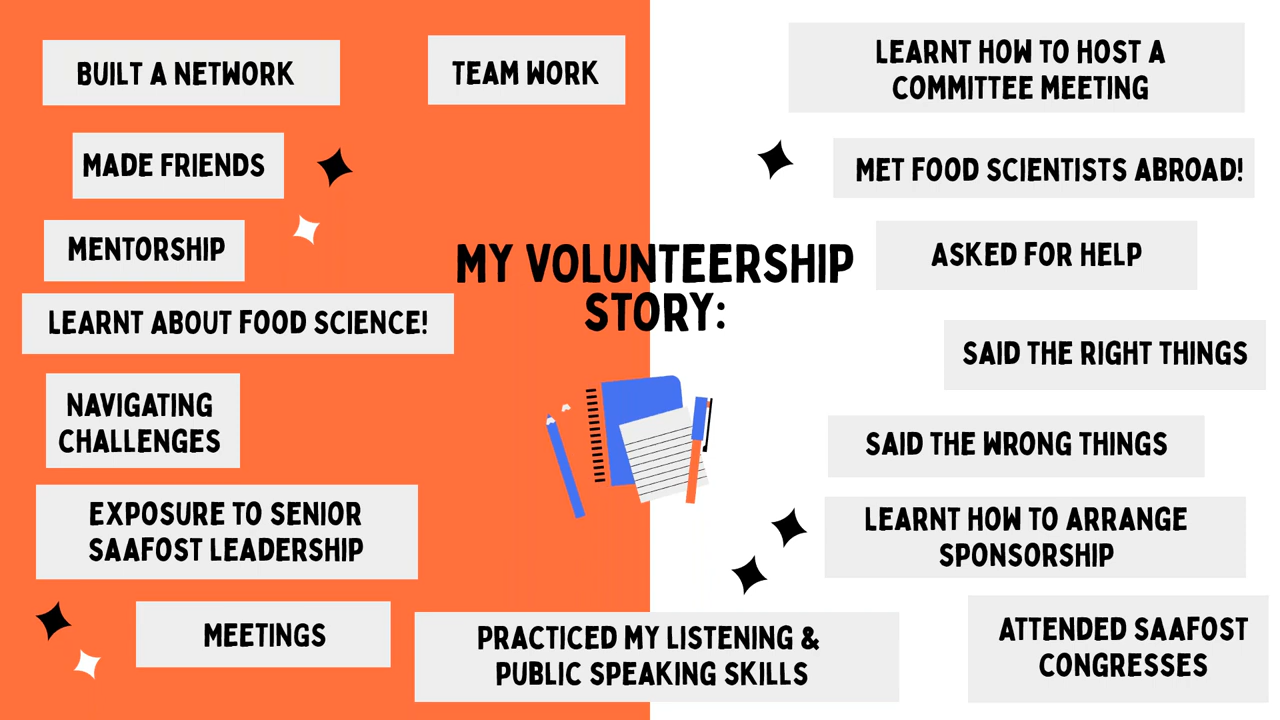 BUILT A NETWORK
TEAM WORK
MADE FRIENDS
MENTORSHIP
LEARNT ABOUT FOOD SCIENCE!
NAVIGATING
CHALLENGES
EXPOSURE TO SENIOR
SAAFOST LEADERSHIP
MEETINGS
MY VOLUNTEERSHIP
STORY:
PRACTICED MY LISTENING &
PUBLIC SPEAKING SKILLS
LEARNT HOW TO HOST A
COMMITTEE MEETING
MET FOOD SCIENTISTS ABROAD!
ASKED FOR HELP
SAID THE RIGHT THINGS
SAID THE WRONG THINGS
LEARNT HOW TO ARRANGE
SPONSORSHIP
ATTENDED SAAFOST
CONGRESSES